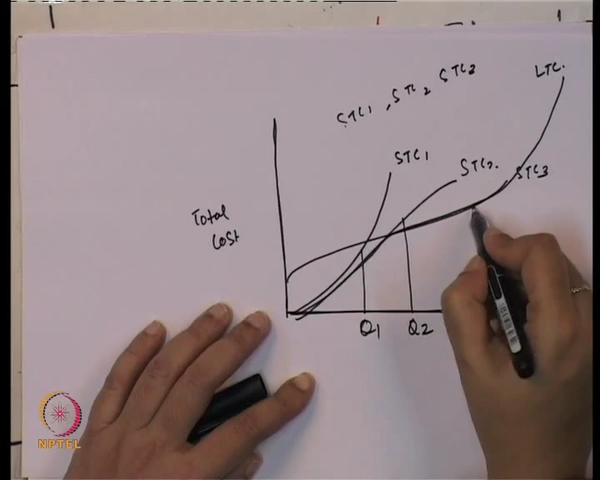 STC1, STC2 STC3
LTC.
STC1
STC2.
STC3
Total
Cost
Q1 Q2
NPTEL